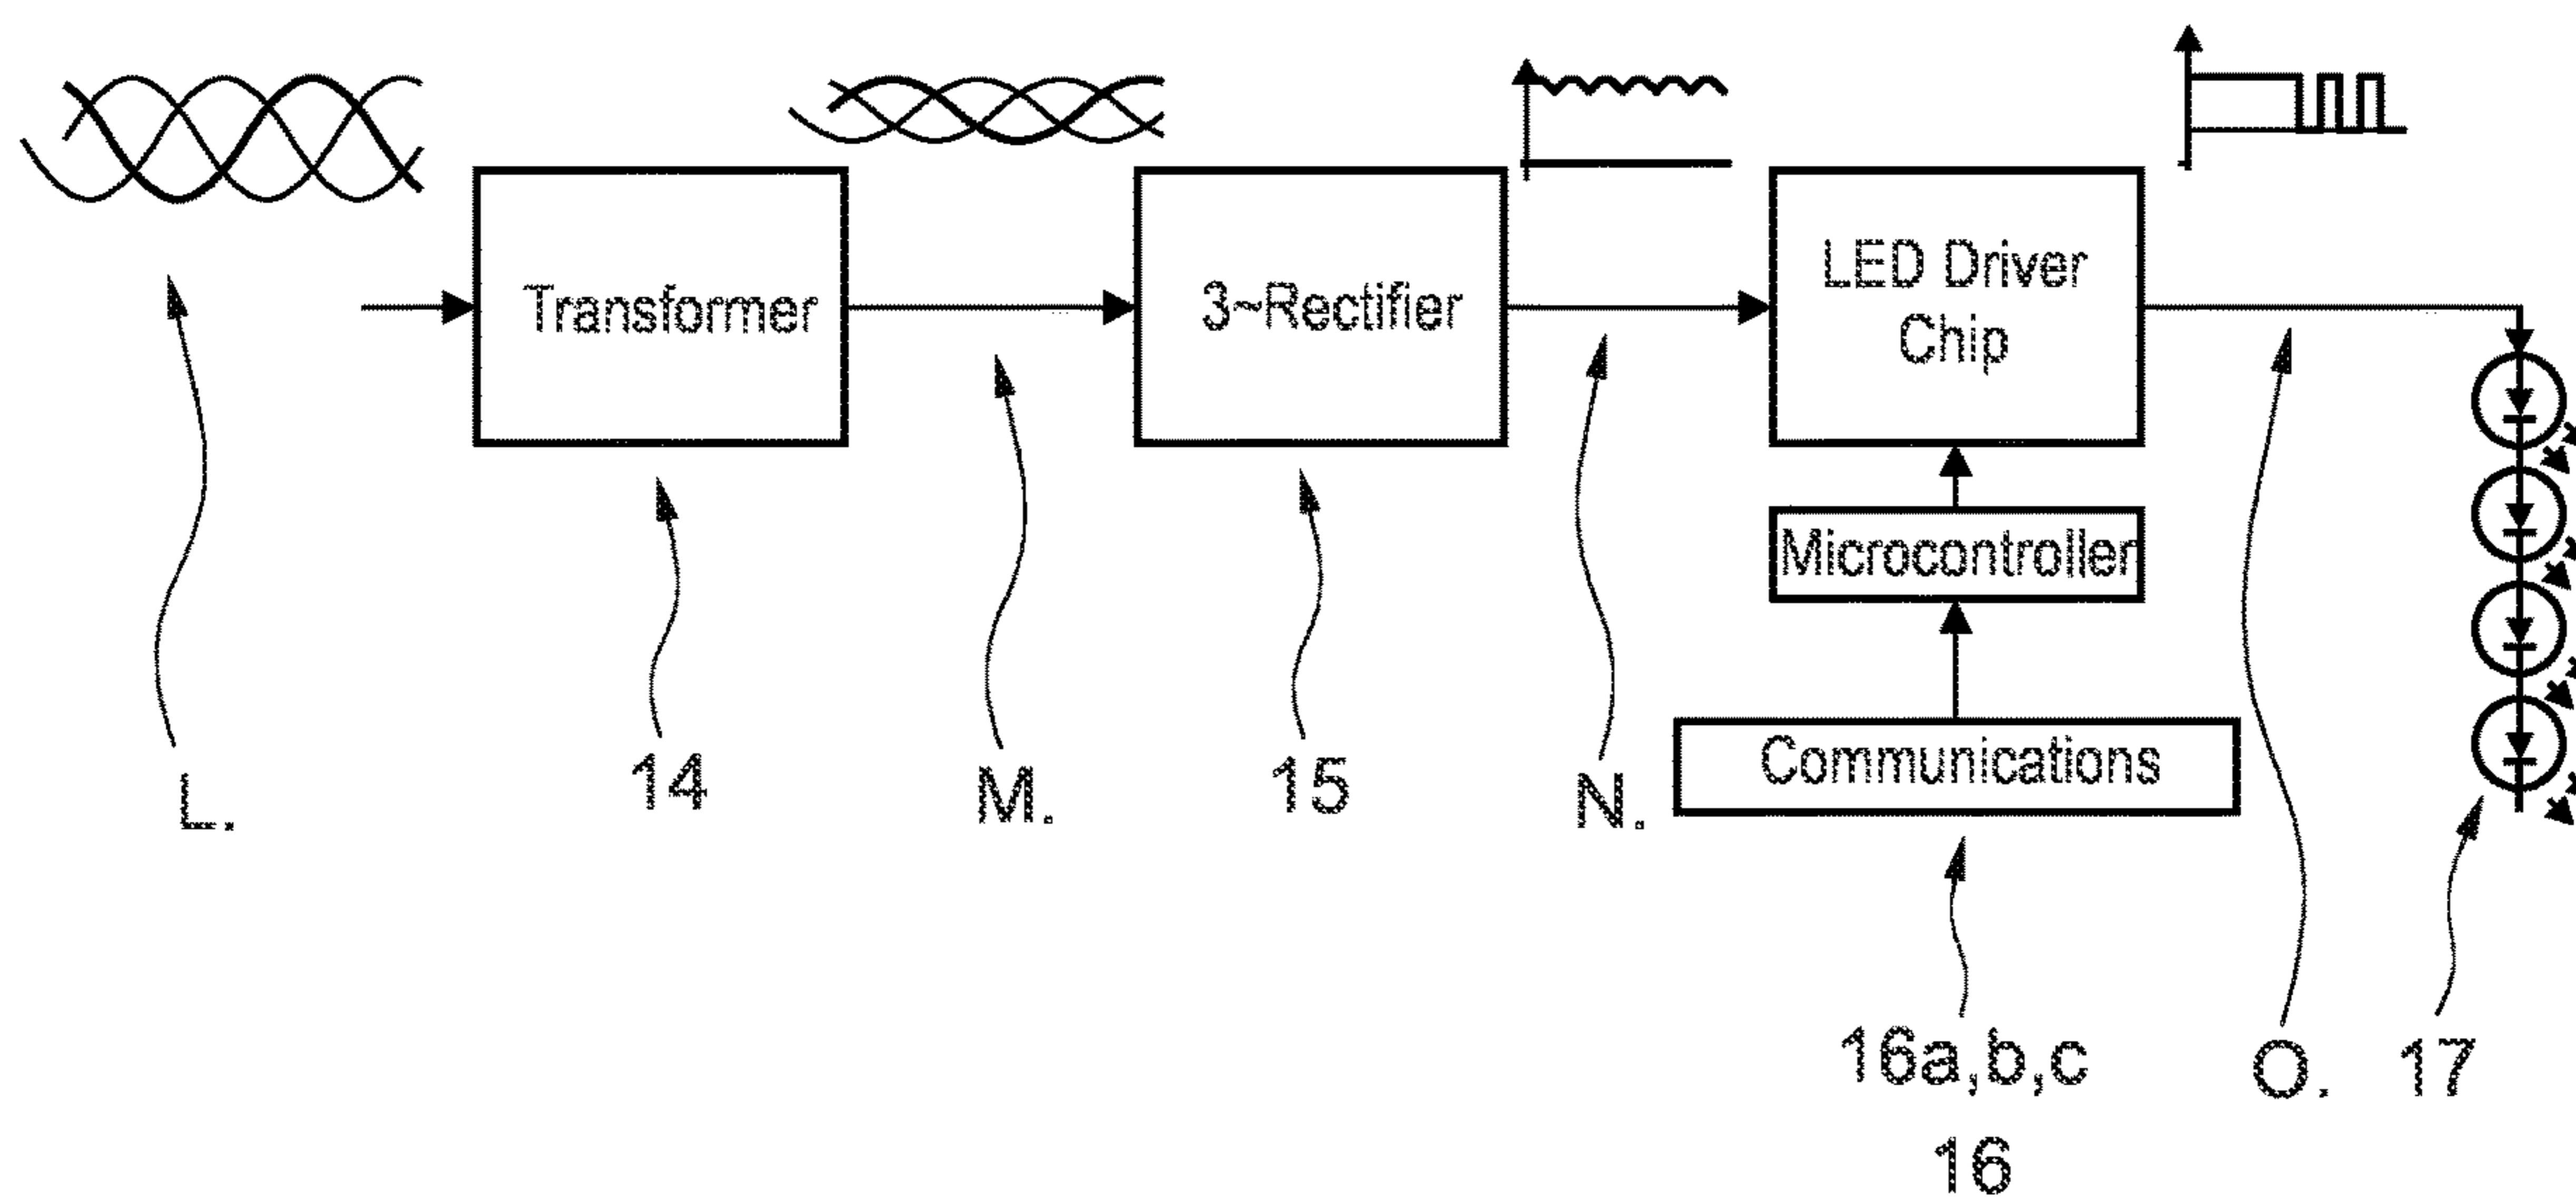 Transformer
3~Rectifier
LED Driver
Chip
Microcontroller
Communications
L.
14
M.
15
N.
16a,b,c
16
O.
17